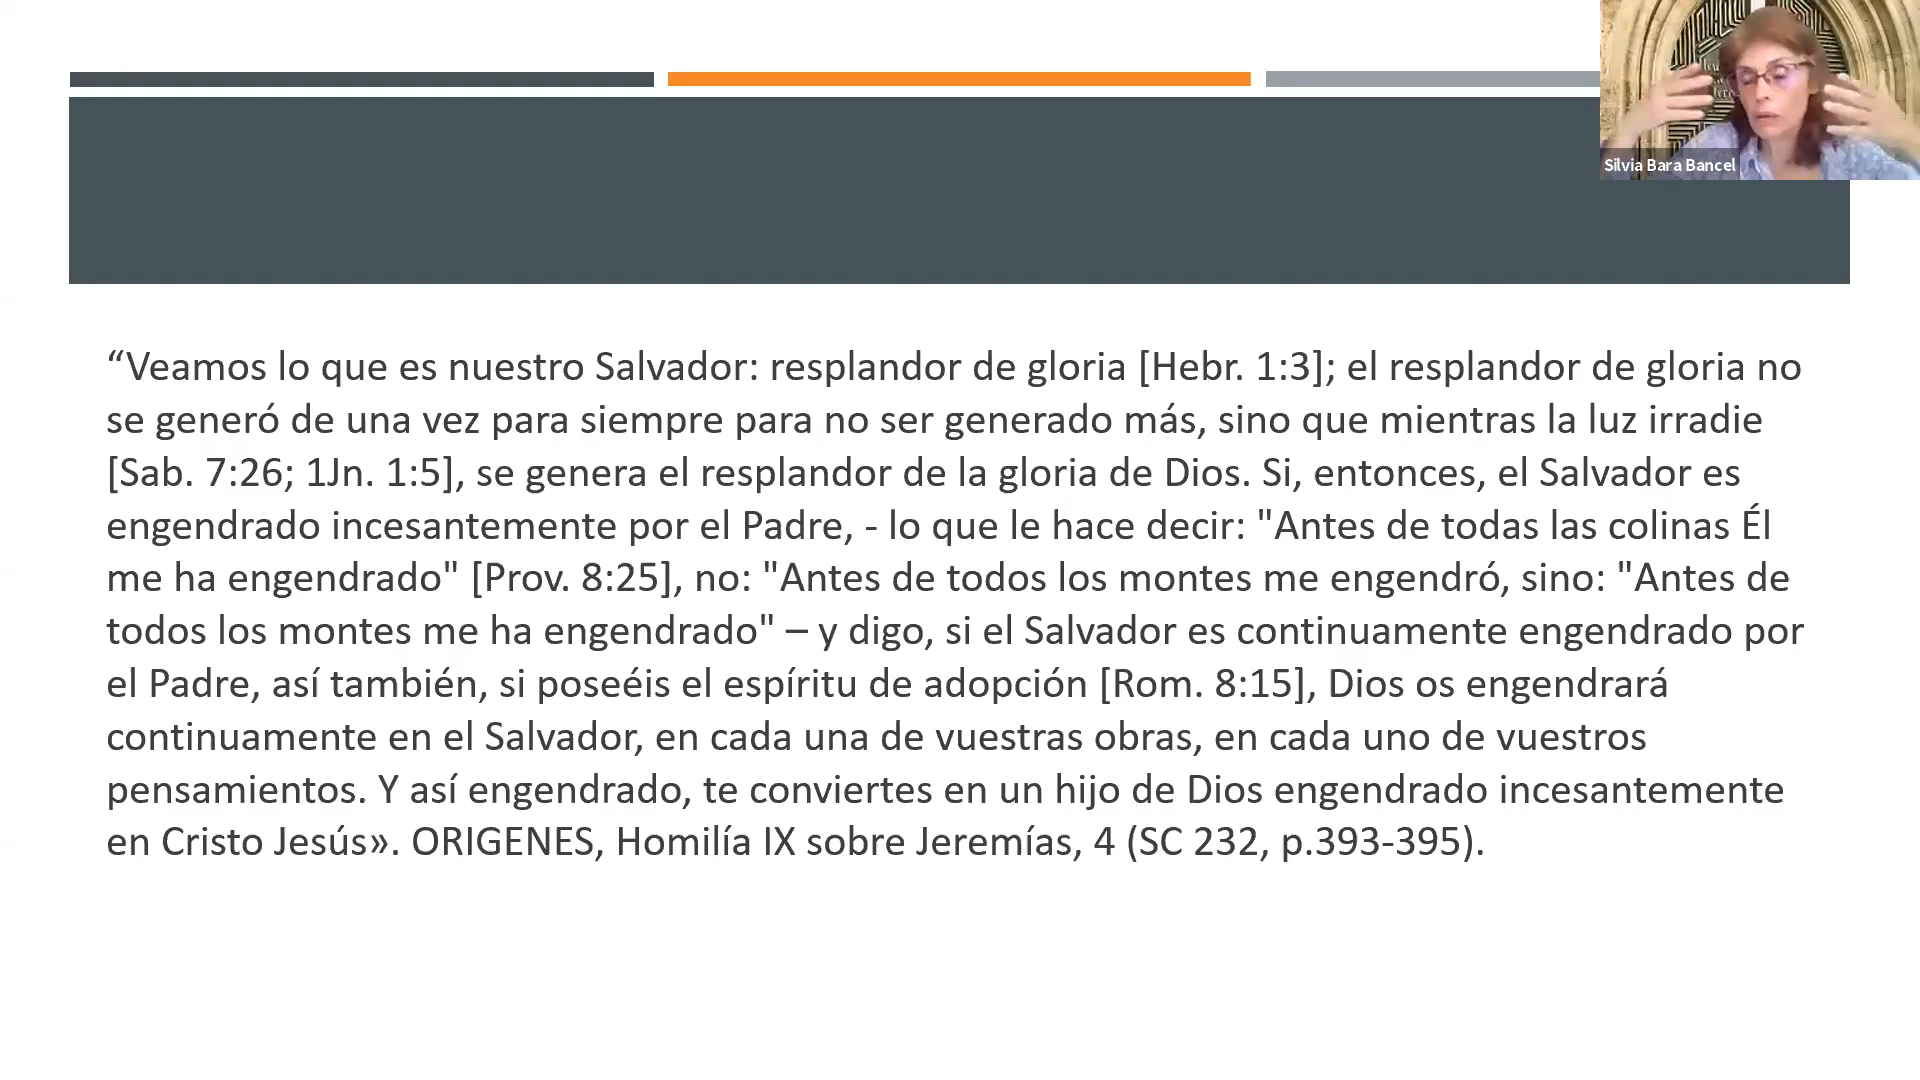 Silvia Bara Bancel
“Veamos lo que es nuestro Salvador: resplandor de gloria [Hebr. 1:3]; el resplandor de gloria no
se generó de una vez para siempre para no ser generado más, sino que mientras la luz irradie
[Sab. 7:26; 1Jn. 1:5], se genera el resplandor de la gloria de Dios. Si, entonces, el Salvador es
engendrado incesantemente por el Padre, - lo que le hace decir: "Antes de todas las colinas Él
me ha engendrado" [Prov. 8:25], no: "Antes de todos los montes me engendró, sino: "Antes de
todos los montes me ha engendrado" – y digo, si el Salvador es continuamente engendrado por
el Padre, así también, si poseéis el espíritu de adopción [Rom. 8:15], Dios os engendrará
continuamente en el Salvador, en cada una de vuestras obras, en cada uno de vuestros
pensamientos. Y así engendrado, te conviertes en un hijo de Dios engendrado incesantemente
en Cristo Jesús». ORIGENES, Homilía IX sobre Jeremías, 4 (SC 232, p.393-395).